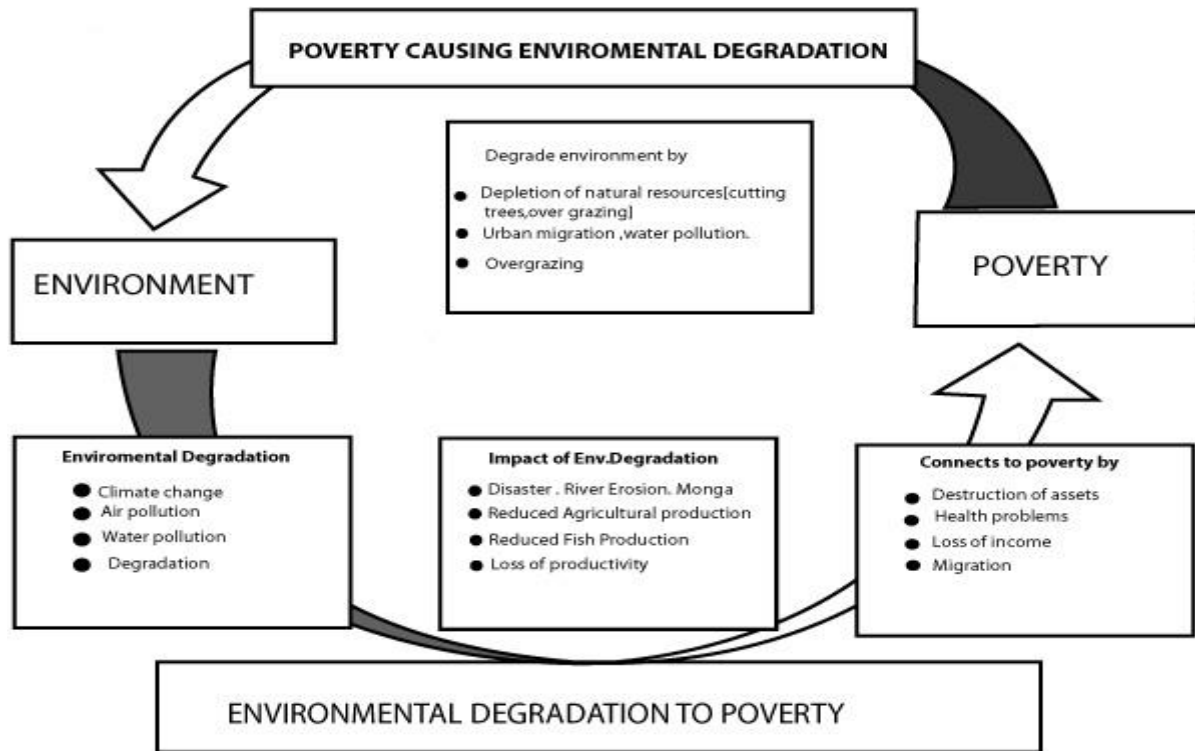 POVERTY CAUSING ENVIROMENTAL DEGRADATION
Degrade environment by
Depletion of natural resources[cutting
trees,over grazing]
Urban migration ,water pollution.
Overgrazing
ENVIRONMENT
POVERTY
Enviromental Degradation
Climate change
Air pollution
Water pollution
Degradation
Impact of Env.Degradation
Disaster . River Erosion. Monga
Reduced Agricultural production
Reduced Fish Production
Loss of productivity
Connects to poverty by
Destruction of assets
Health problems
Loss of income
Migration
ENVIRONMENTAL DEGRADATION TO POVERTY